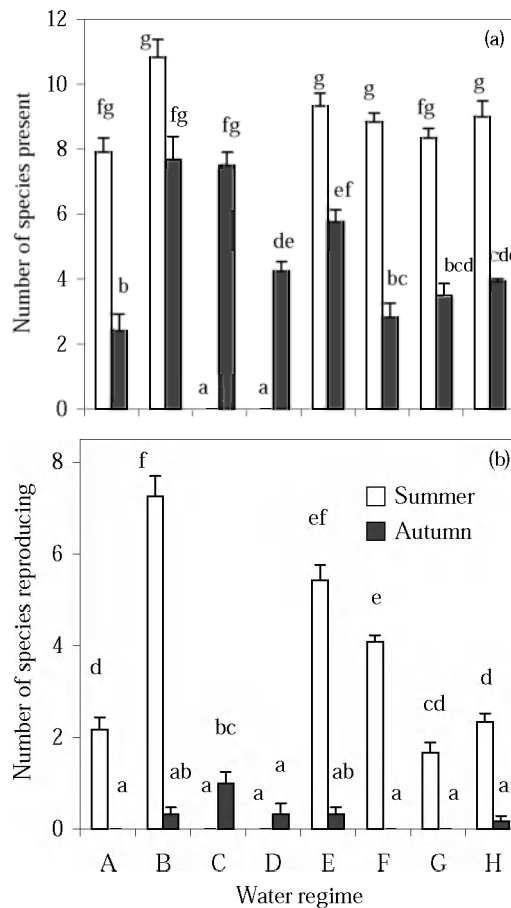 12
(a)
g
10
g
g
g
fg
fg
fg
fg
8
ef
6
Number of species present
de
cde
4
b
bc
bcd
2
a
a
0
(b)
8
f
Summer
Autumn
6
ef
e
4
Number of species reproducing
d
d
cd
2
bc
a
ab
a
a
a
ab
a
a
a
0
A B C D E F G H
Water regime